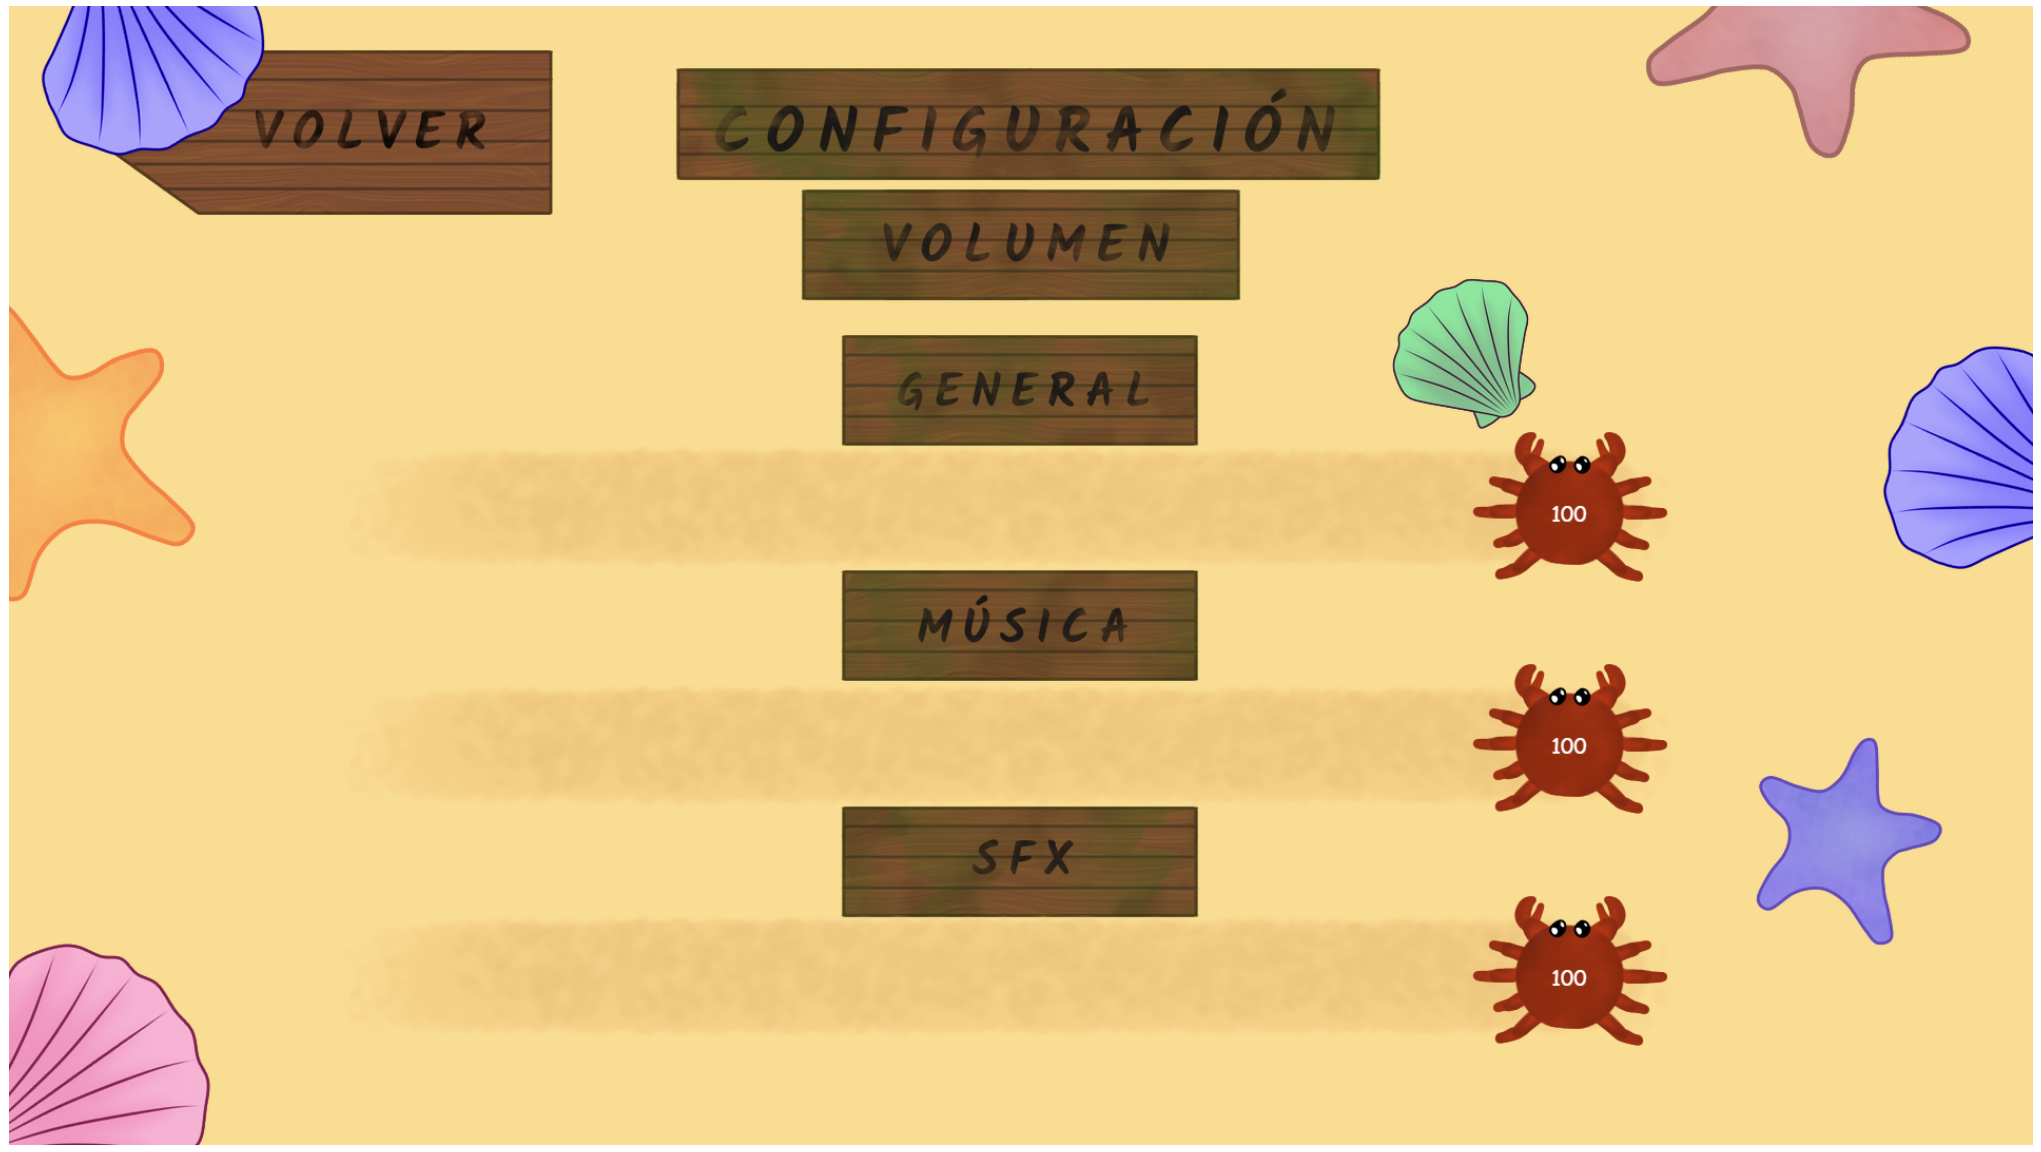 VOLVER
CONFIGURACIÓN
VOLUMEN
GENERAL
100
MÚSICA
100
SFX
100